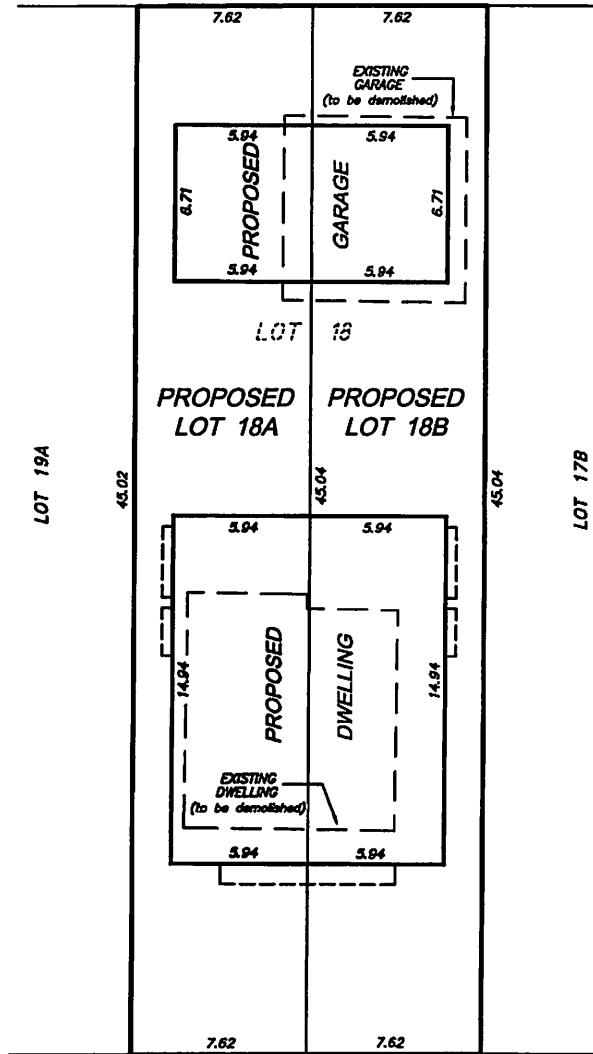 7.62 7.62
EXISTING
GARAGE
(to be demolished)
5.94 5.94
PROPOSED
GARAGE
6.71 6.71
5.94 5.94
LOT 18
PROPOSED PROPOSED
LOT 18A LOT 18B
LOT 19A
45.02
45.04
45.04
LOT 17B
5.94 5.94
PROPOSED
DWELLING
14.94 14.94
EXISTING
DWELLING
(to be demolished)
5.94 5.94
7.62 7.62